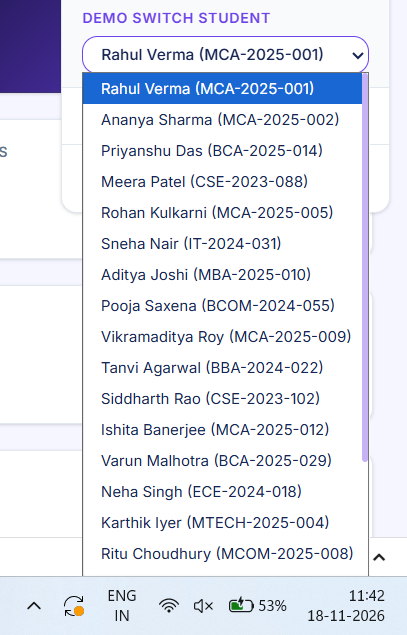 DEMO SWITCH STUDENT
Rahul Verma (MCA-2025-001)
Rahul Verma (MCA-2025-001)
Ananya Sharma (MCA-2025-002)
Priyanshu Das (BCA-2025-014)
Meera Patel (CSE-2023-088)
S
Rohan Kulkarni (MCA-2025-005)
Sneha Nair (IT-2024-031)
Aditya Joshi (MBA-2025-010)
Pooja Saxena (BCOM-2024-055)
Vikramaditya Roy (MCA-2025-009)
Tanvi Agarwal (BBA-2024-022)
Siddharth Rao (CSE-2023-102)
Ishita Banerjee (MCA-2025-012)
Varun Malhotra (BCA-2025-029)
Neha Singh (ECE-2024-018)
Karthik Iyer (MTECH-2025-004)
Ritu Choudhury (MCOM-2025-008)
ENG
IN
53%
11:42
18-11-2026